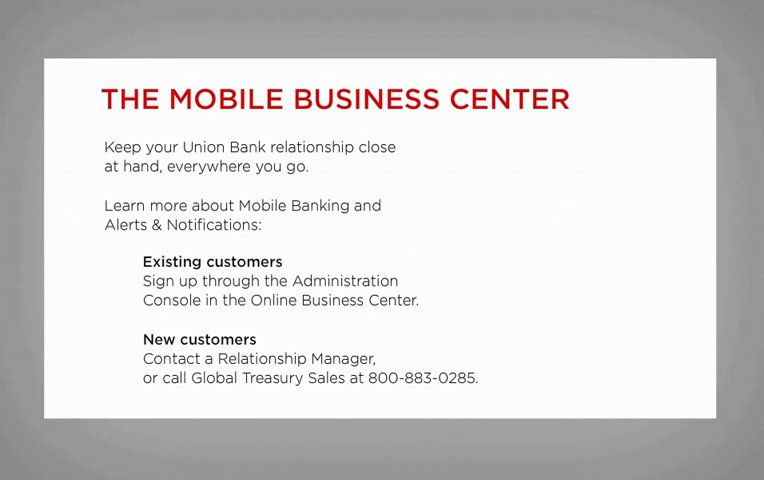 THE MOBILE BUSINESS CENTER
Keep your Union Bank relationship close
at hand, everywhere you go.
Learn more about Mobile Banking and
Alerts & Notifications:
Existing customers
Sign up through the Administration
Console in the Online Business Center.
New customers
Contact a Relationship Manager,
or call Global Treasury Sales at 800-883-0285.